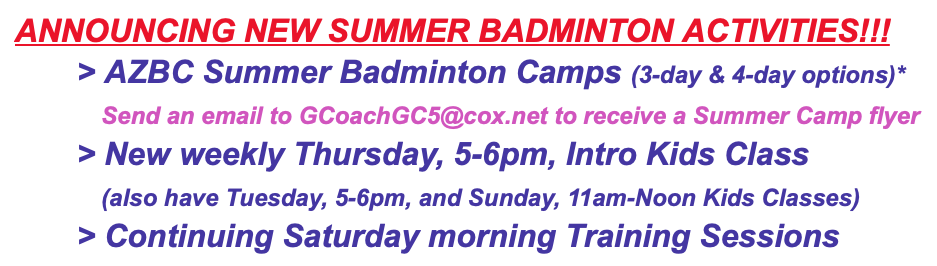 ANNOUNCING NEW SUMMER BADMINTON ACTIVITIES!!!
> AZBC Summer Badminton Camps (3-day & 4-day options)*
Send an email to GCoachGC5@cox.net to receive a Summer Camp flyer
> New weekly Thursday, 5-6pm, Intro Kids Class
(also have Tuesday, 5-6pm, and Sunday, 11am-Noon Kids Classes)
> Continuing Saturday morning Training Sessions